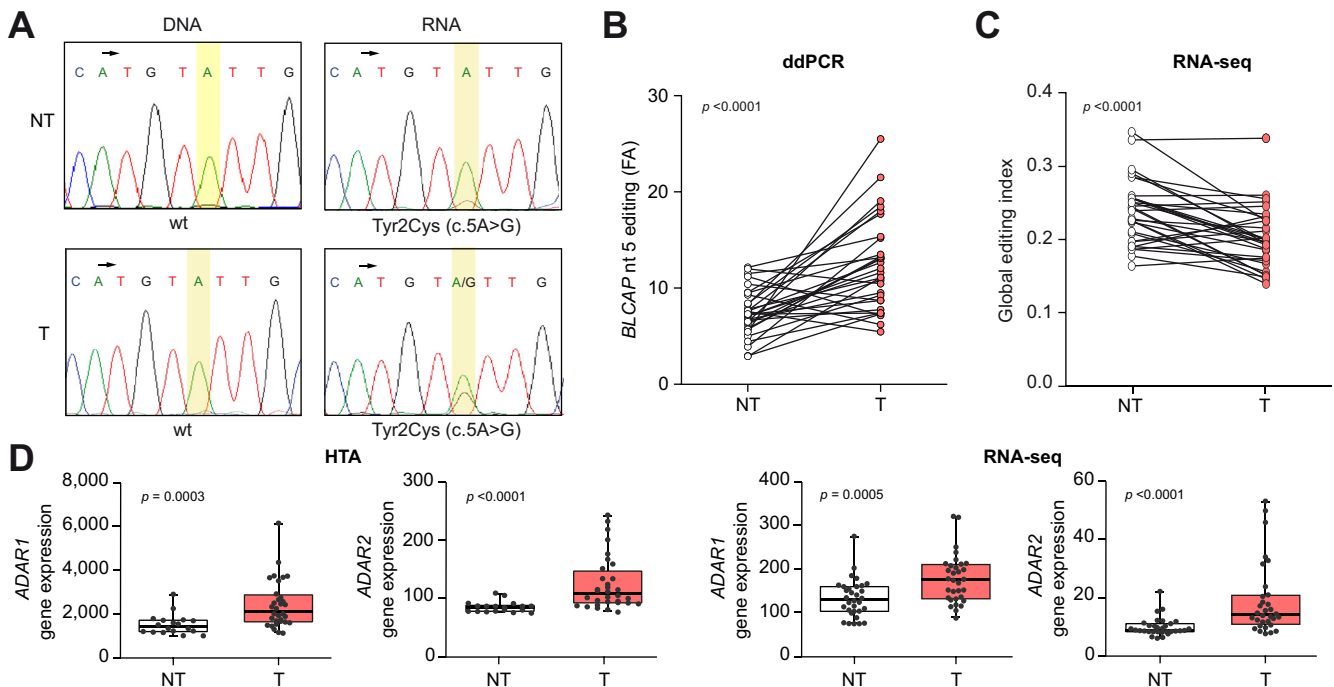 A
DNA
RNA
NT
C A T G T A T T G
C A T G T A T T G
wt
Tyr2Cys (c.5A>G)
T
C A T G T A T T G
C A T G T A/G T T G
wt
Tyr2Cys (c.5A>G)
B
ddPCR
p <0.0001
BLCAP nt 5 editing (FA)
30
20
10
0
NT
T
C
RNA-seq
p <0.0001
Global editing index
0.4
0.3
0.2
0.1
0.0
NT
T
D
HTA
ADAR1
gene expression
8,000
6,000
4,000
2,000
0
p = 0.0003
NT
T
ADAR2
gene expression
300
200
100
0
p <0.0001
NT
T
RNA-seq
ADAR1
gene expression
400
300
200
100
0
p = 0.0005
NT
T
ADAR2
gene expression
60
40
20
0
p <0.0001
NT
T